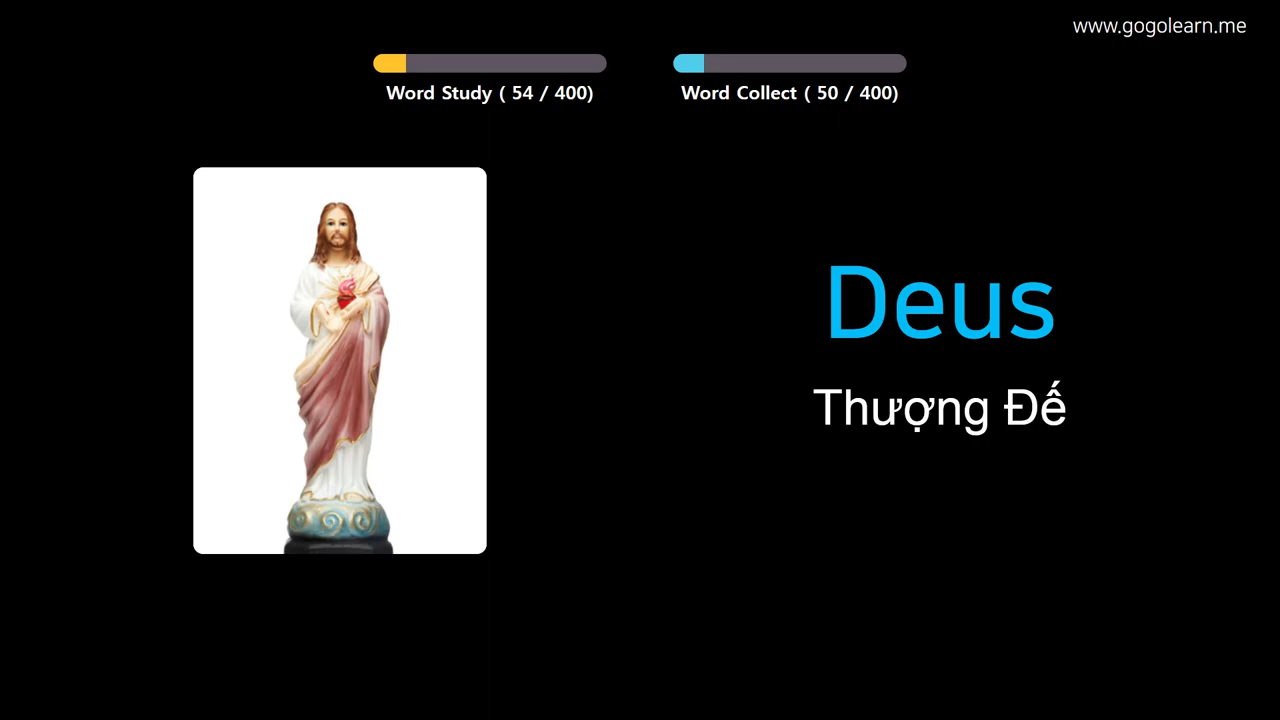 www.gogolearn.me
Word Study ( 54 / 400)
Word Collect ( 50 / 400)
Deus
Thượng Đế